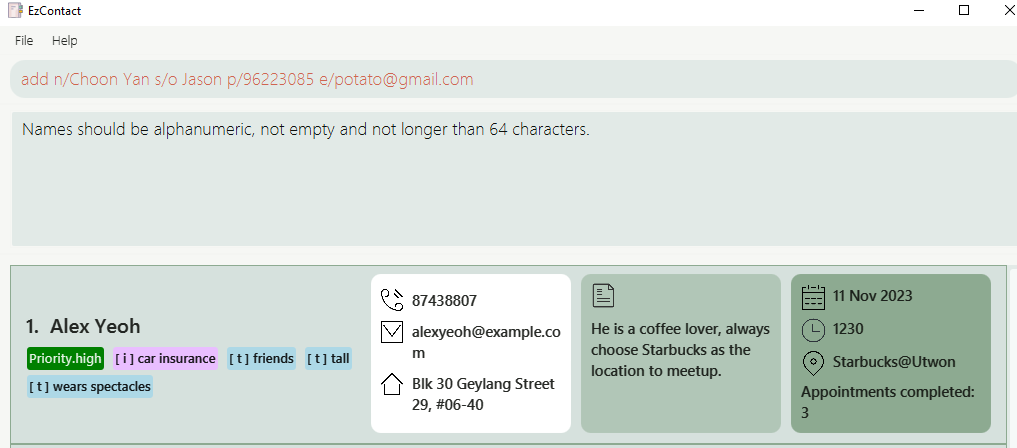 EzContact
File Help
add n/Choon Yan s/o Jason p/96223085 e/potato@gmail.com
Names should be alphanumeric, not empty and not longer than 64 characters.
1. Alex Yeoh
Priority.high [ i ] car insurance [ t ] friends [ t ] tall
[ t ] wears spectacles
87438807
alexyeoh@example.co
m
Blk 30 Geylang Street
29, #06-40
He is a coffee lover, always
choose Starbucks as the
location to meetup.
11 Nov 2023
1230
Starbucks@Utwon
Appointments completed:
3